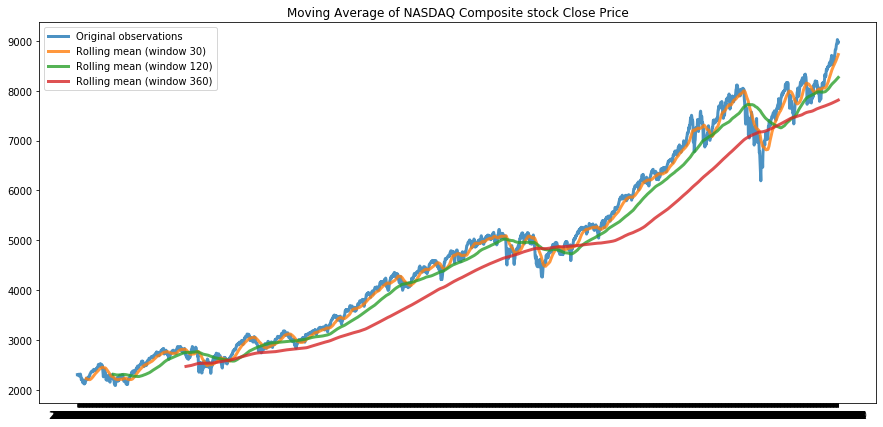 Moving Average of NASDAQ Composite stock Close Price
Original observations
Rolling mean (window 30)
Rolling mean (window 120)
Rolling mean (window 360)
9000
8000
7000
6000
5000
4000
3000
2000